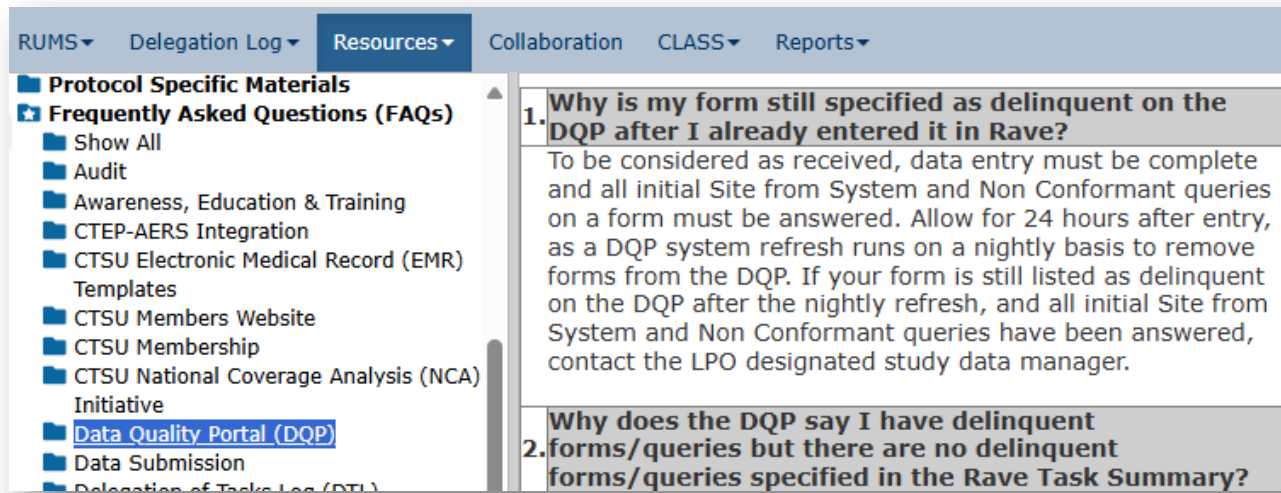 RUMS Delegation Log Resources Collaboration CLASS Reports
Protocol Specific Materials
Frequently Asked Questions (FAQs)
Show All
Audit
Awareness, Education & Training
CTEP-AERS Integration
CTSU Electronic Medical Record (EMR)
Templates
CTSU Members Website
CTSU Membership
CTSU National Coverage Analysis (NCA)
Initiative
Data Quality Portal (DQP)
Data Submission
Delegation of Tasks Log (DTL)
1. Why is my form still specified as delinquent on the
DQP after I already entered it in Rave?
To be considered as received, data entry must be complete
and all initial Site from System and Non Conformant queries
on a form must be answered. Allow for 24 hours after entry,
as a DQP system refresh runs on a nightly basis to remove
forms from the DQP. If your form is still listed as delinquent
on the DQP after the nightly refresh, and all initial Site from
System and Non Conformant queries have been answered,
contact the LPO designated study data manager.
2. Why does the DQP say I have delinquent
forms/queries but there are no delinquent
forms/queries specified in the Rave Task Summary?